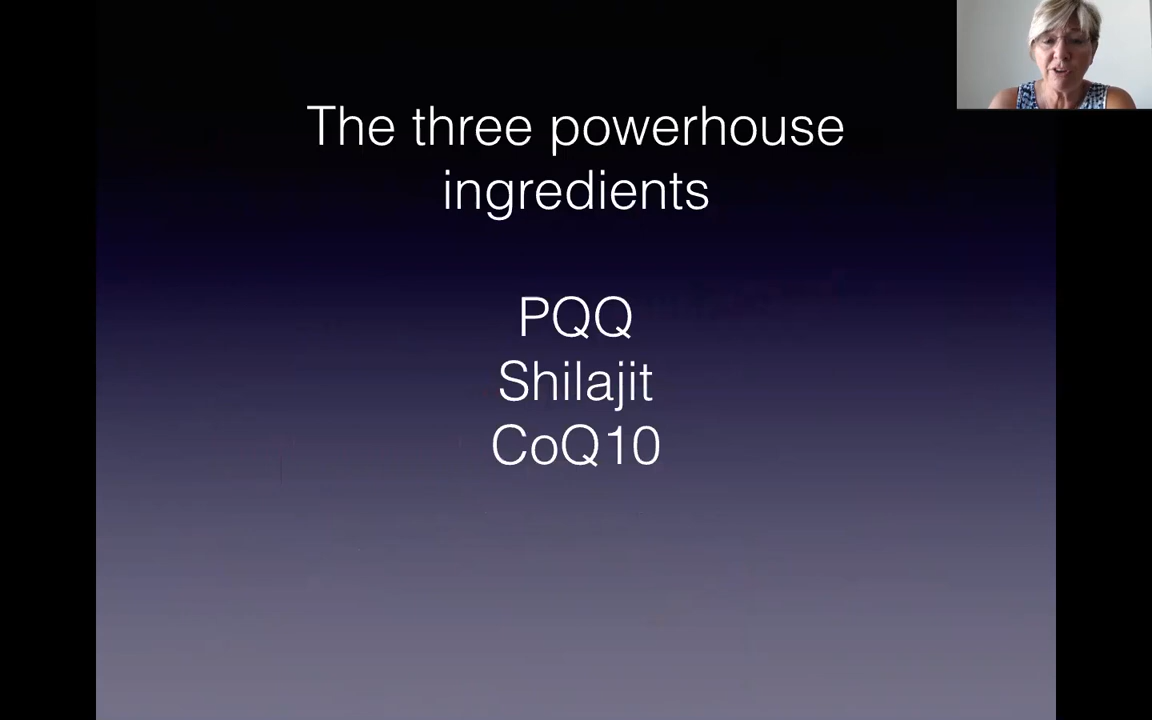 The three powerhouse
ingredients
PQQ
Shilajit
CoQ10